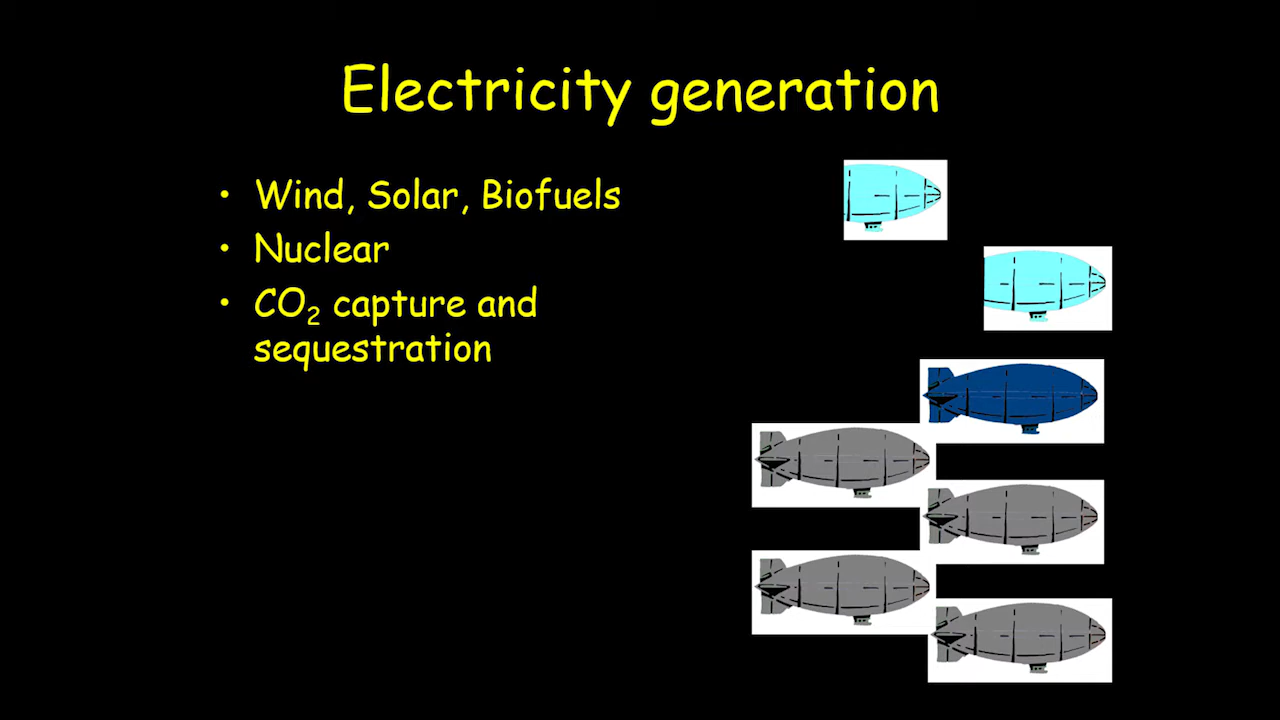 Electricity generation
• Wind, Solar, Biofuels
• Nuclear
• CO₂ capture and
sequestration